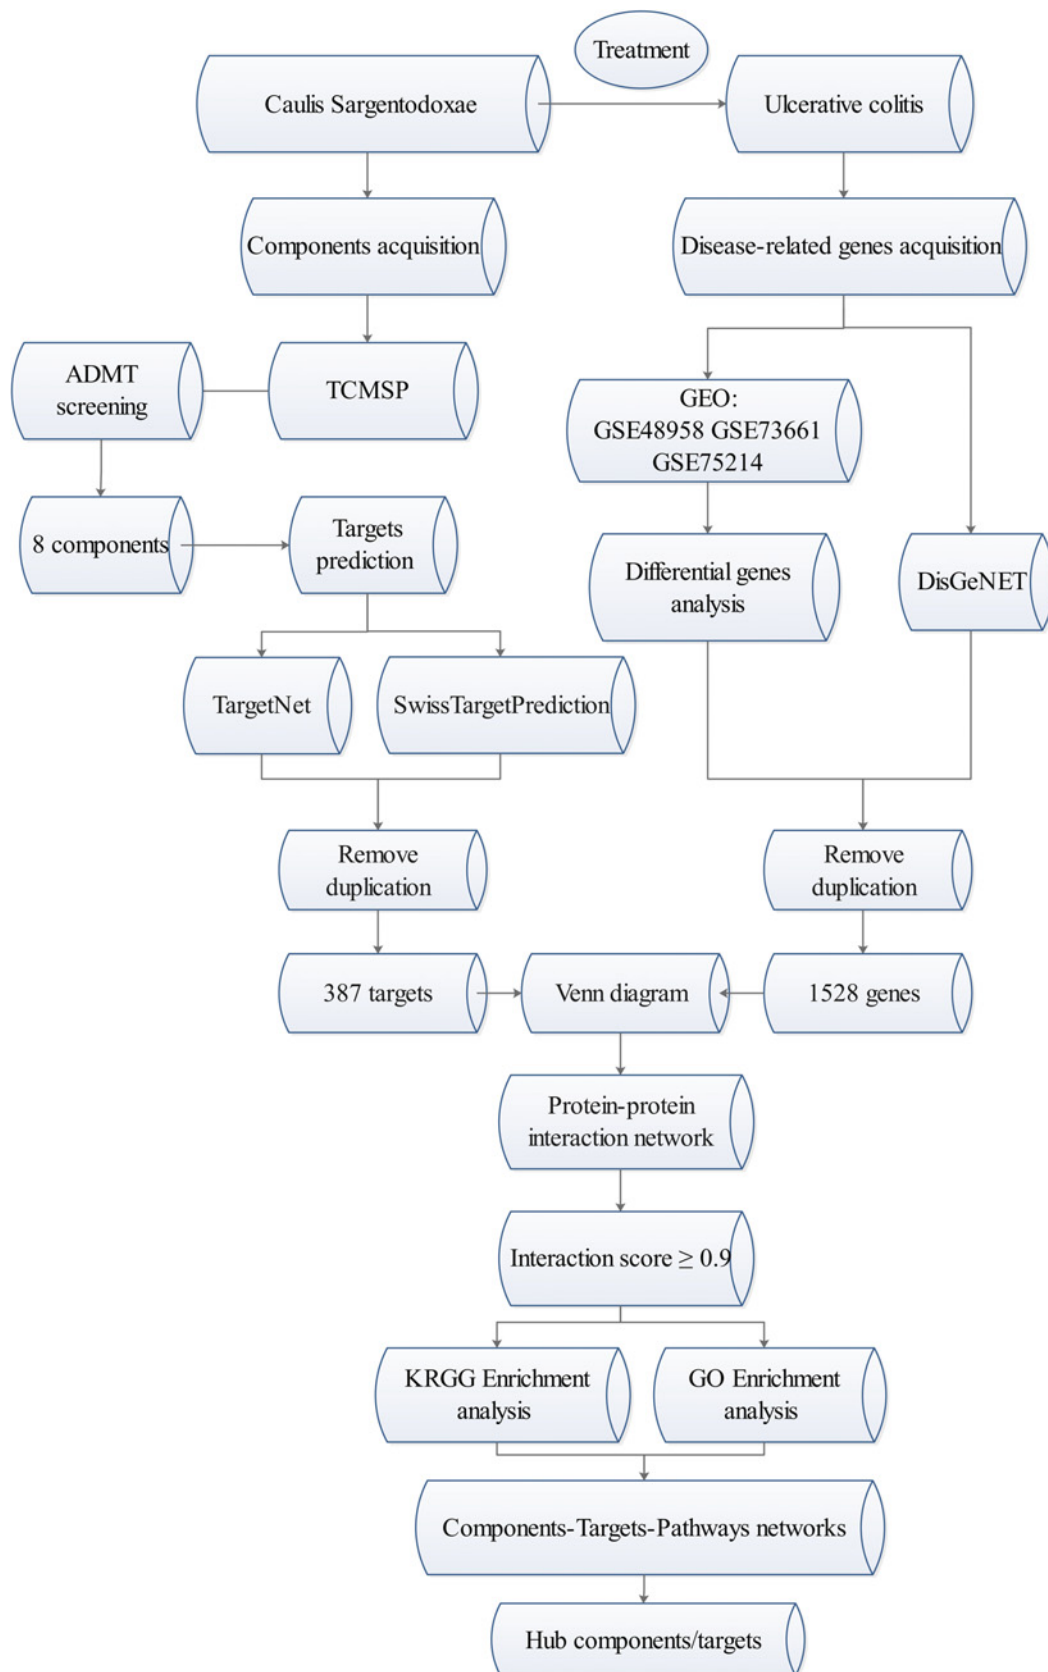 Treatment
Caulis Sargentodoxae
Ulcerative colitis
Components acquisition
Disease-related genes acquisition
ADMT
screening
TCMSP
GEO:
GSE48958 GSE73661
GSE75214
8 components
Targets
prediction
Differential genes
analysis
DisGeNET
TargetNet
SwissTargetPrediction
Remove
duplication
Remove
duplication
387 targets
Venn diagram
1528 genes
Protein-protein
interaction network
Interaction score ≥ 0.9
KRGG Enrichment
analysis
GO Enrichment
analysis
Components-Targets-Pathways networks
Hub components/targets